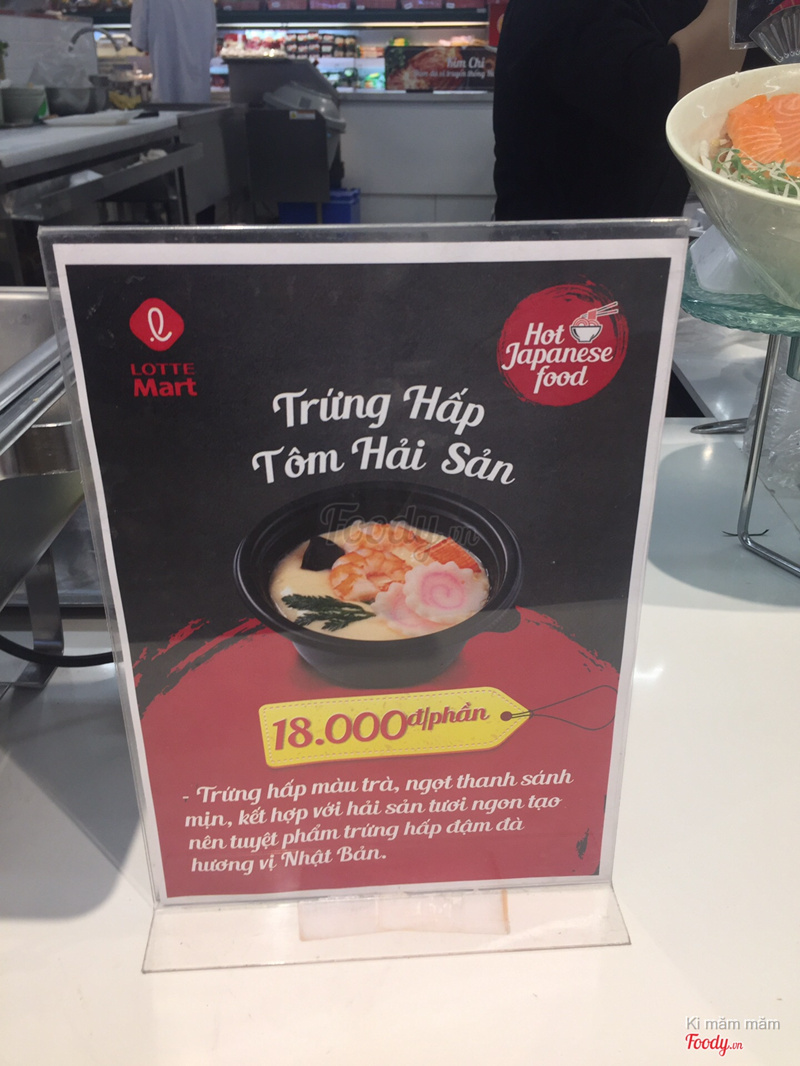 Kim Chi
LOTTE
Mart
Hot
Japanese
food
Trứng Hấp
Tôm Hải Sản
Foody.vn
18.000đ/phần
- Trứng hấp màu trà, ngọt thanh sánh
mịn, kết hợp với hải sản tươi ngon tạo
nên tuyệt phẩm trứng hấp đậm đà
hương vị Nhật Bản.
Ki măm măm
Foody.vn